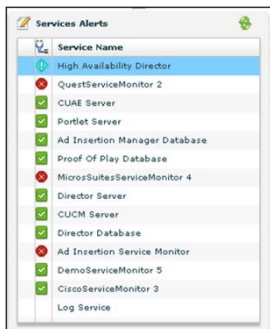 Services Alerts
Service Name
High Availability Director
QuestServiceMonitor 2
CUAE Server
Portlet Server
Ad Insertion Manager Database
Proof Of Play Database
MicrosSuitesServiceMonitor 4
Director Server
CUCM Server
Director Database
Ad Insertion Service Monitor
DemoServiceMonitor 5
CiscoServiceMonitor 3
Log Service